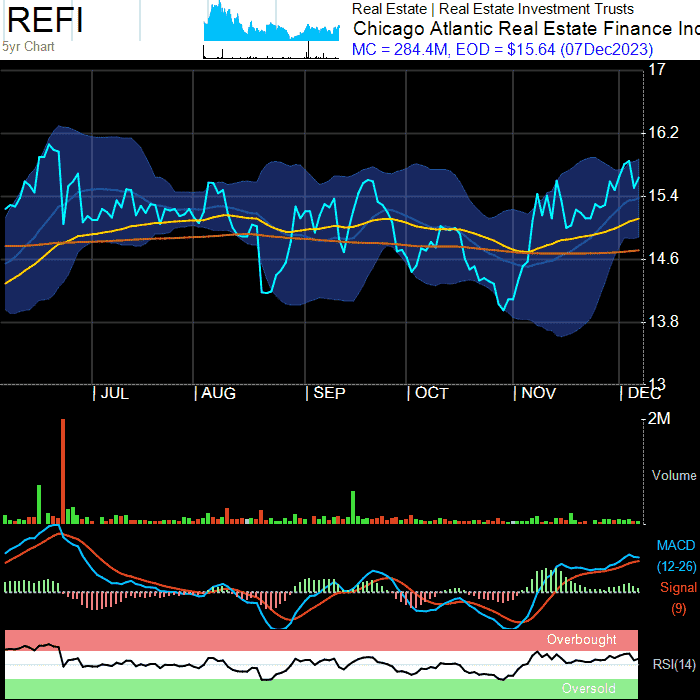 REFI
5yr Chart
Real Estate | Real Estate Investment Trusts
Chicago Atlantic Real Estate Finance Inc
MC = 284.4M, EOD = $15.64 (07Dec2023)
17
16.2
15.4
14.6
13.8
13
JUL
AUG
SEP
OCT
NOV
DEC
2M
Volume
MACD
(12-26)
Signal
(9)
Overbought
RSI(14)
Oversold